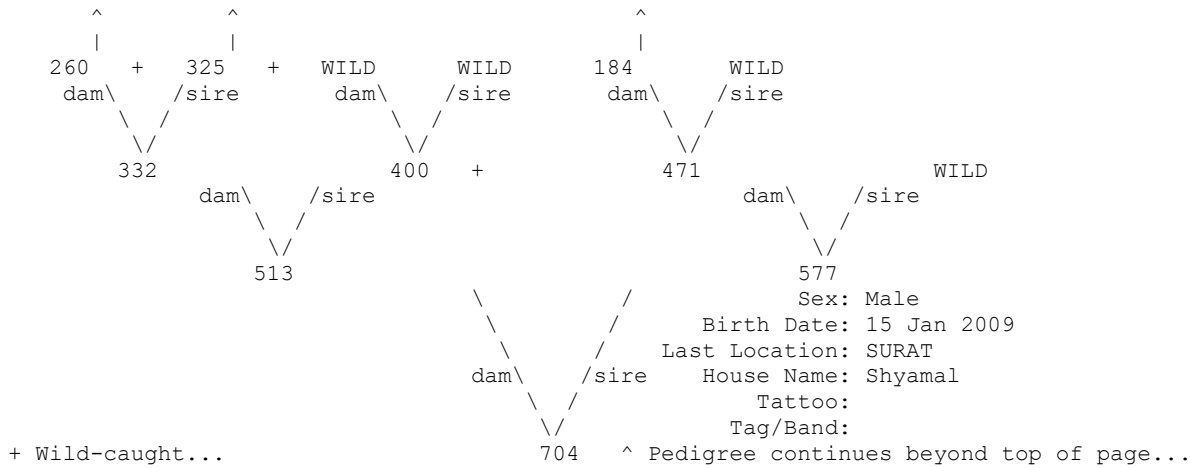 ^ ^ ^
| | |
260 + 325 + WILD WILD 184 WILD
dam\ /sire dam\ /sire dam\ /sire
\ / \ / \ /
\/ \/ \/
332 400 + 471 WILD
dam\ /sire dam\ /sire
\ / \ /
\/ \/
513 577
\ / Sex: Male
\ / Birth Date: 15 Jan 2009
\ / Last Location: SURAT
dam\ /sire House Name: Shyamal
\ / Tattoo:
\/ Tag/Band:
+ Wild-caught... 704 ^ Pedigree continues beyond top of page...